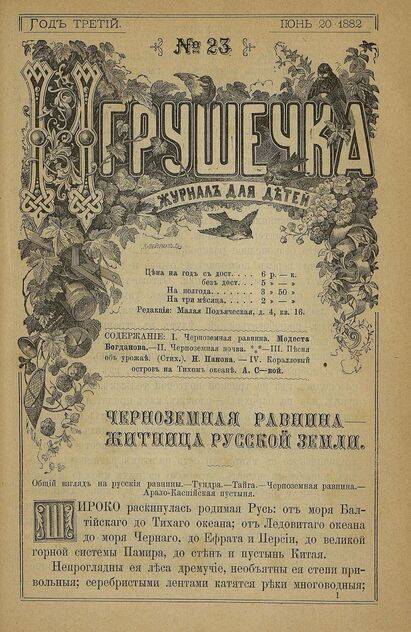 Годъ третій.
Іюнь 20 1882
№ 23
Игрушечка
журналъ для дѣтей
Цѣна на годъ съ дост. . . . . 6 р. — к.
безъ дост. . . . 5 » — »
На полгода. . . . . . . 3 » 50 »
На три мѣсяца. . . . . . 2 » — »
Редакція: Малая Подъяческая, д. 4, кв. 16.
СОДЕРЖАНІЕ: I. Черноземная равнина. Модеста
Богданова.—II. Черноземная почва. *₊*—III. Пѣсня
объ урожаѣ. (Стих.). Н. Панова. — IV. Коралловый
островъ на Тихомъ океанѣ. А. С—вой.
ЧЕРНОЗЕМНАЯ РАВНИНА—
ЖИТНИЦА РУССКОЙ ЗЕМЛИ.
Общій взглядъ на русскія равнины.—Тундра.—Тайга.—Черноземная равнина.—
Арало-Каспійская пустыня.
ШИРОКО раскинулась родимая Русь: отъ моря Бал-
тійскаго до Тихаго океана; отъ Ледовитаго океана
до моря Чернаго, до Ефрата и Персіи, до великой
горной системы Памира, до стѣнъ и пустынь Китая.
Непроглядны ея лѣса дремучіе, необъятны ея степи при-
вольныя; серебристыми лентами катятся рѣки многоводныя;
1